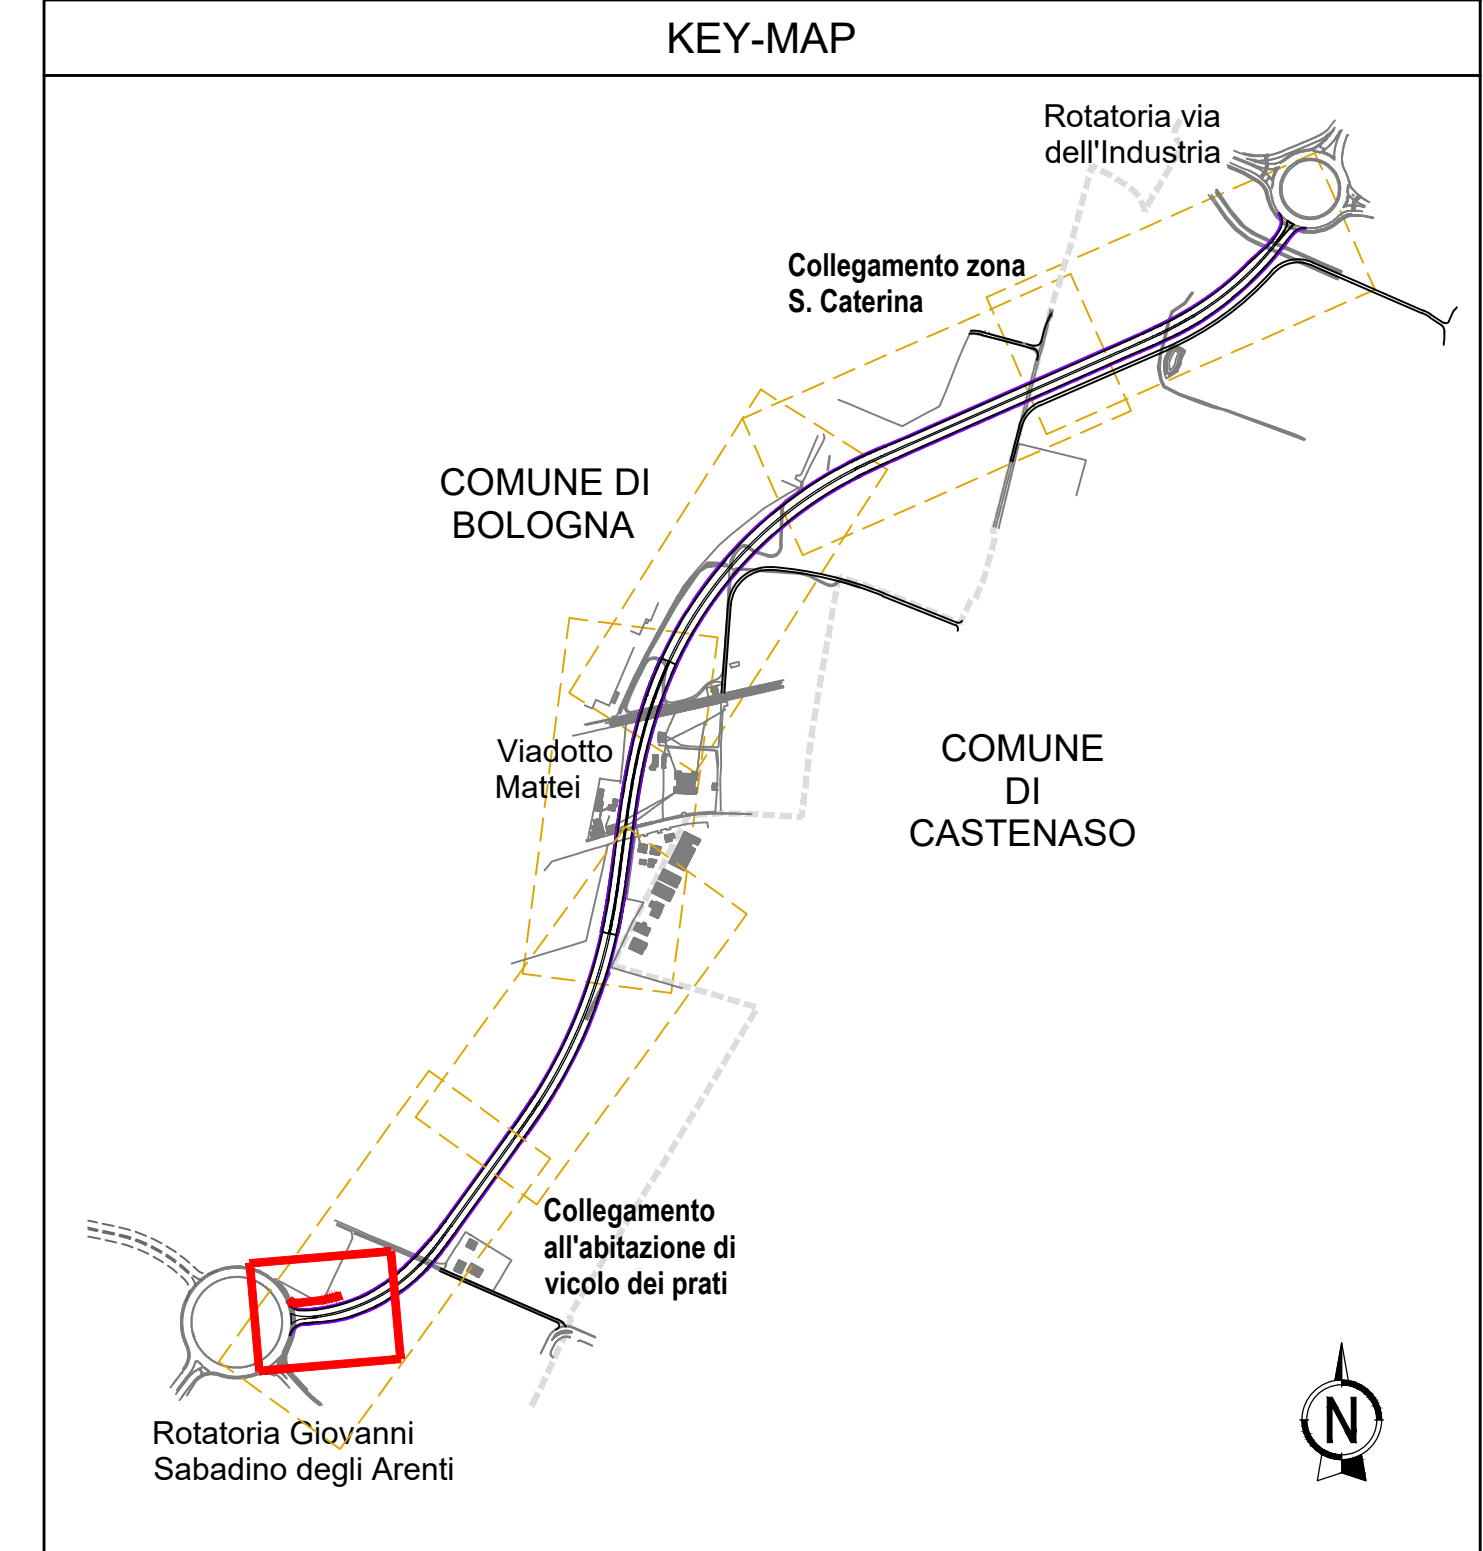 KEY-MAP
Rotatoria via
dell'Industria
Collegamento zona
S. Caterina
COMUNE DI
BOLOGNA
Viadotto
Mattei
COMUNE
DI
CASTENASO
Collegamento
all'abitazione di
vicolo dei prati
Rotatoria Giovanni
Sabadino degli Arenti
N